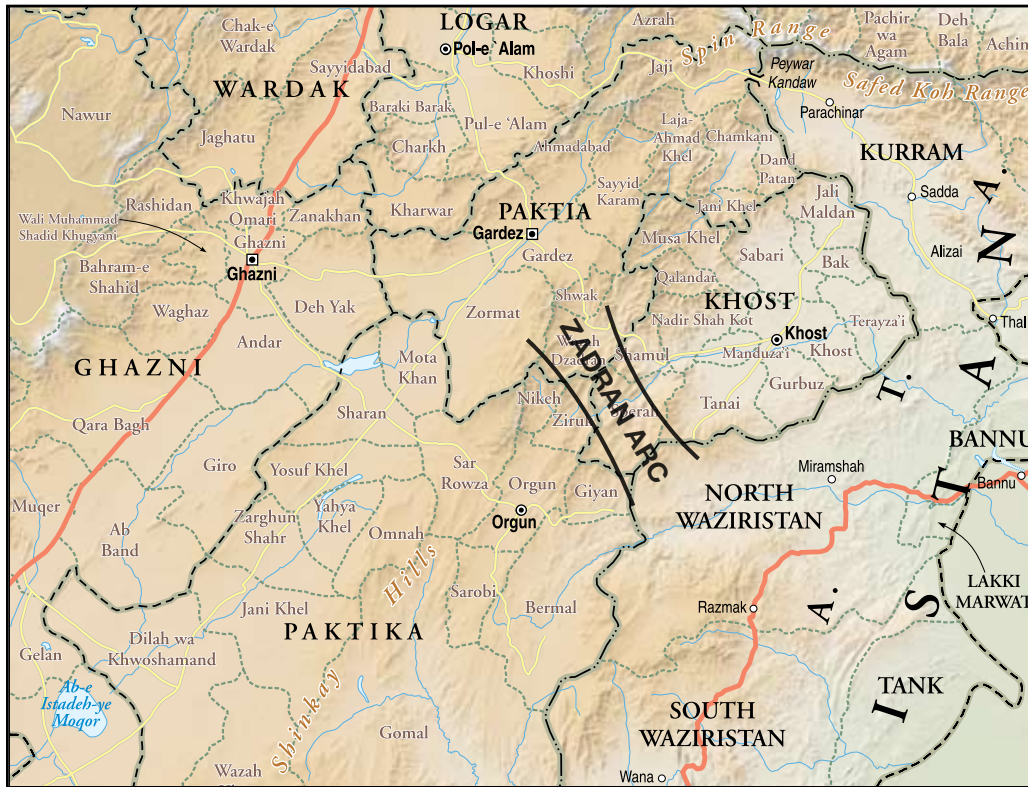 LOGAR
Azrah
Pachir
wa
Agam
Deh
Bala
Achin
Chak-e
Wardak
Pol-e ʻAlam
Spin Range
Khoshi
Jaji
Peywar
Kandaw
Safed Koh Range
Sayyidabad
WARDAK
Nawur
Baraki Barak
Parachinar
Pul-e ʻAlam
Laja-
Ahmad
Khel
Chamkani
Jaghatu
Charkh
Ahmadabad
KURRAM
Dand
Patan
Sayyid
Karam
Jali
Maldan
Sadda
Rashidan
Khwajah
Omari
Zanakhan
Kharwar
PAKTIA
Jani Khel
Wali Muhammad
Shadid Khugyani
Gardez
Musa Khel
Ghazni
Gardez
Sabari
Alizai
Bahram-e
Shahid
Ghazni
Bak
Qalandar
Waghaz
Deh Yak
Zormat
Shwak
KHOST
Nadir Shah Kot
Terayza'i
Thal
Andar
Khost
ZADRAN ARC
Shamul
Manduza'i
Khost
GHAZNI
Mota
Khan
Gurbuz
Nikeh
Tanai
Sharan
Qara Bagh
F.A.T.A.
BANNU
Sar
Rowza
Orgun
Miramshah
Giro
Yosuf Khel
Bannu
Giyan
NORTH
WAZIRISTAN
Muqer
Yahya
Khel
Zarghun
Shahr
Orgun
Ab
Band
Omnah
Hills
LAKKI
MARWAT
Sarobi
Bermal
Razmak
Jani Khel
PAKTIKA
Dilah wa
Khwoshamand
Gelan
TANK
Ab-e
Istadeh-ye
Moqor
Shinkay
SOUTH
WAZIRISTAN
Gomal
Wazah
Wana